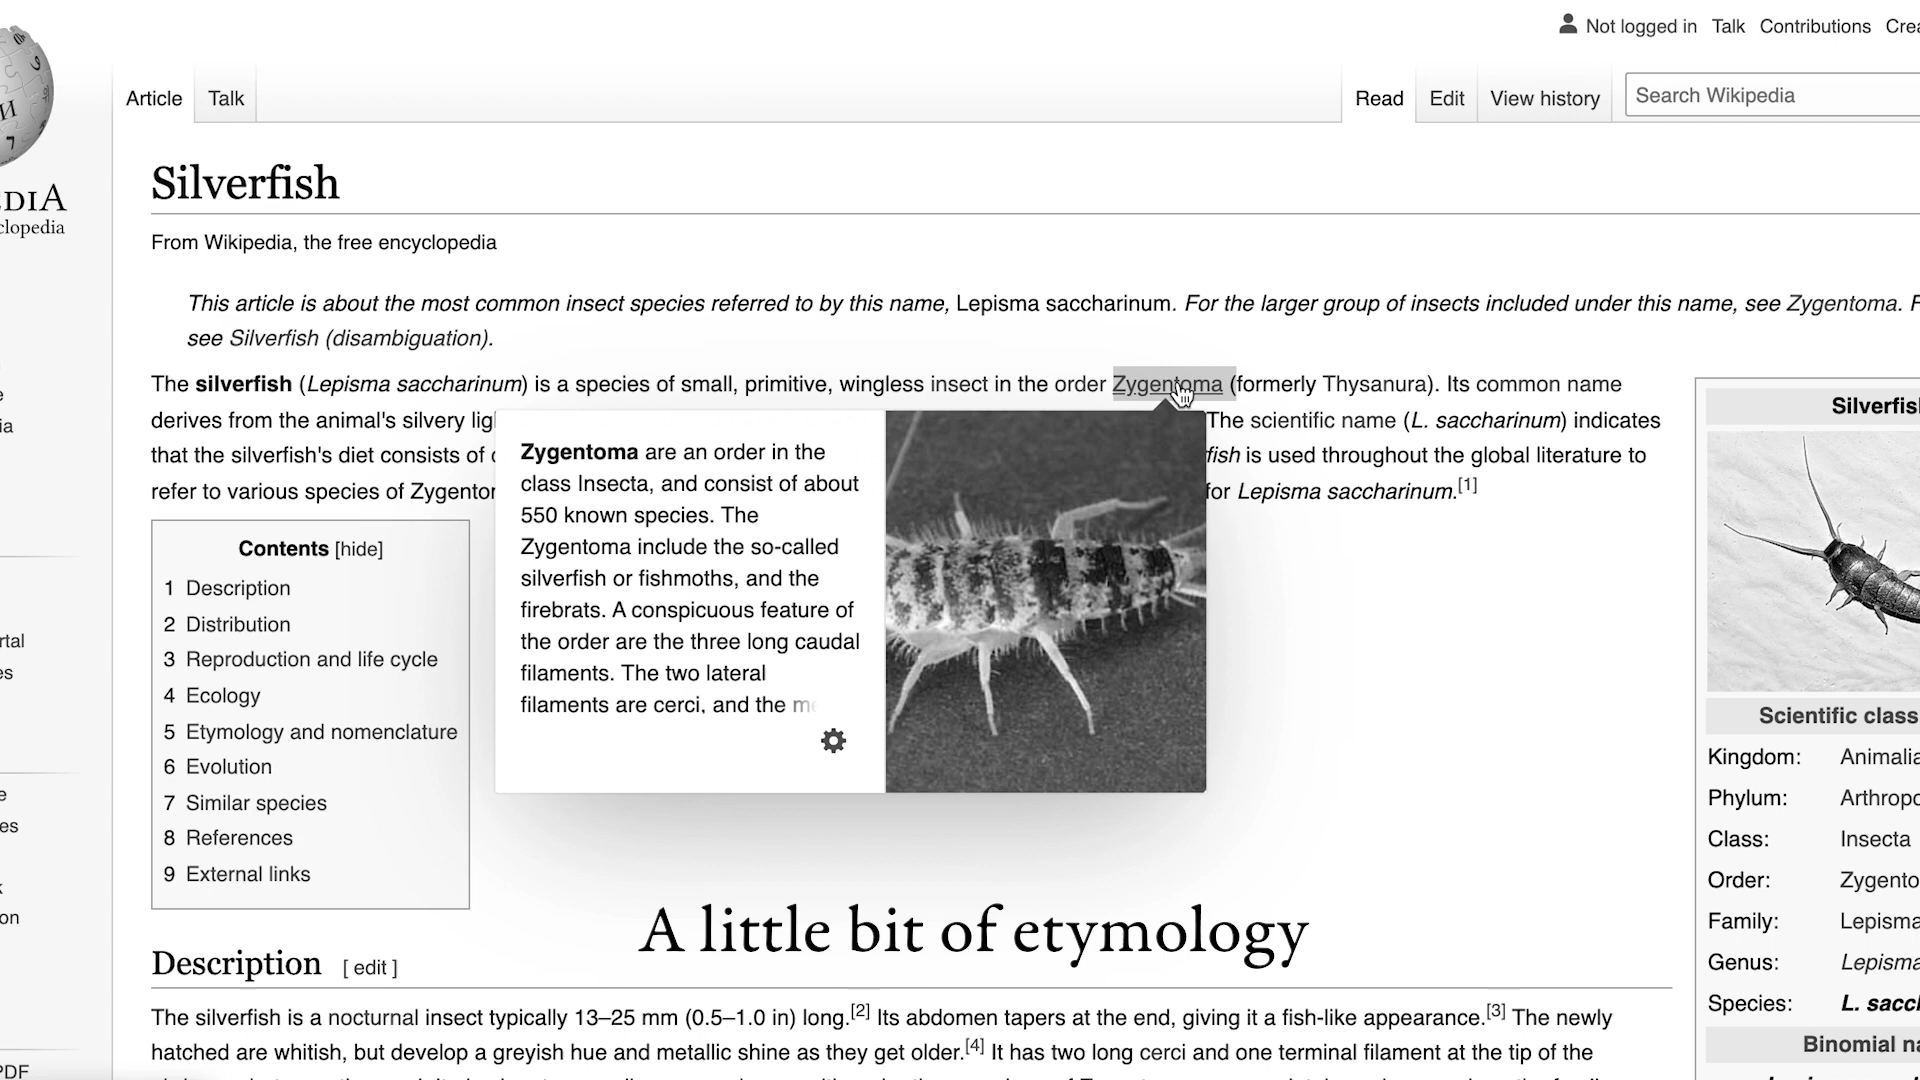 Not logged in Talk Contributions
Article Talk Read Edit View history Search Wikipedia
Silverfish
From Wikipedia, the free encyclopedia
This article is about the most common insect species referred to by this name, Lepisma saccharinum. For the larger group of insects included under this name, see Zygentoma.
see Silverfish (disambiguation).
The silverfish (Lepisma saccharinum) is a species of small, primitive, wingless insect in the order Zygentoma (formerly Thysanura). Its common name
derives from the animal's silvery The scientific name (L. saccharinum) indicates
that the silverfish's diet consists of is used throughout the global literature to
refer to various species of for Lepisma saccharinum.[1]
Zygentoma are an order in the
class Insecta, and consist of about
550 known species. The
Zygentoma include the so-called
silverfish or fishmoths, and the
firebrats. A conspicuous feature of
the order are the three long caudal
filaments. The two lateral
filaments are cerci, and the
Contents [hide]
1 Description
2 Distribution
3 Reproduction and life cycle
4 Ecology
5 Etymology and nomenclature
6 Evolution
7 Similar species
8 References
9 External links
A little bit of etymology
Description [ edit ]
The silverfish is a nocturnal insect typically 13–25 mm (0.5–1.0 in) long.[2] Its abdomen tapers at the end, giving it a fish-like appearance.[3] The newly
hatched are whitish, but develop a greyish hue and metallic shine as they get older.[4] It has two long cerci and one terminal filament at the tip of the
Scientific
Kingdom:
Phylum:
Class: Insecta
Order:
Family:
Genus:
Species: L.
Binomial